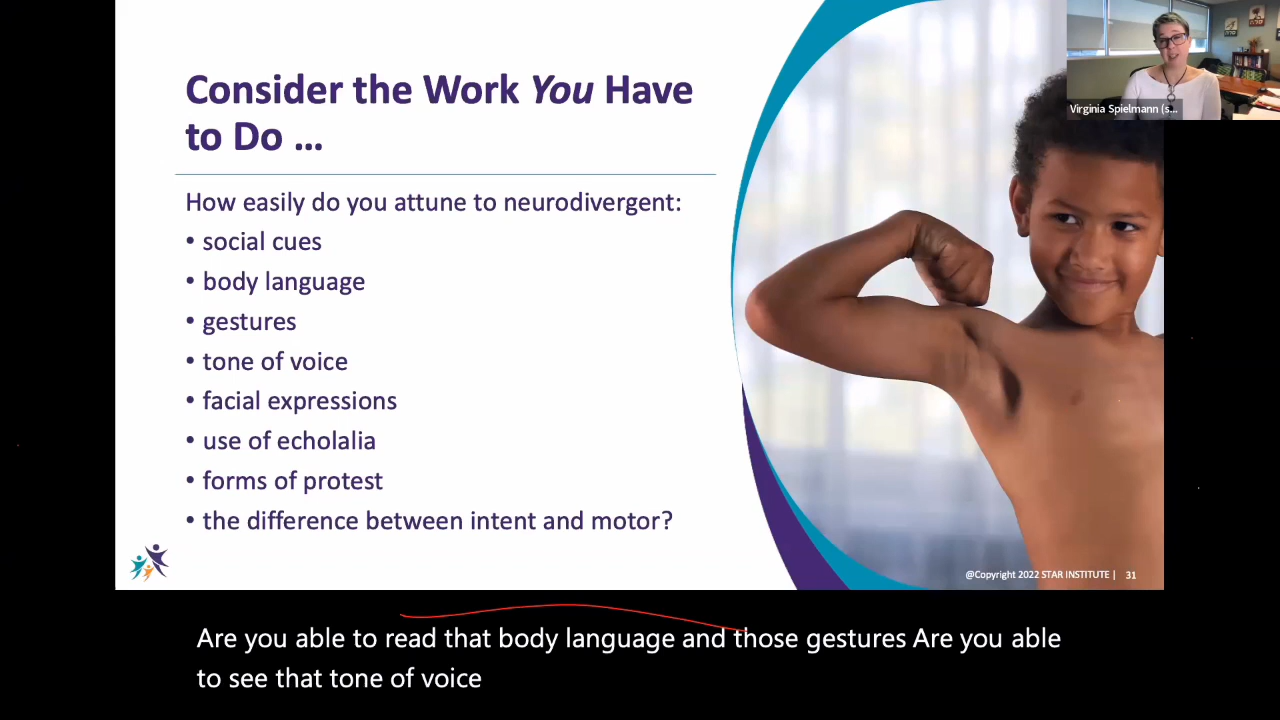 Consider the Work You Have
to Do ...
How easily do you attune to neurodivergent:
• social cues
• body language
• gestures
• tone of voice
• facial expressions
• use of echolalia
• forms of protest
• the difference between intent and motor?
Virginia Spielmann (s...
@Copyright 2022 STAR INSTITUTE | 31
Are you able to read that body language and those gestures Are you able
to see that tone of voice